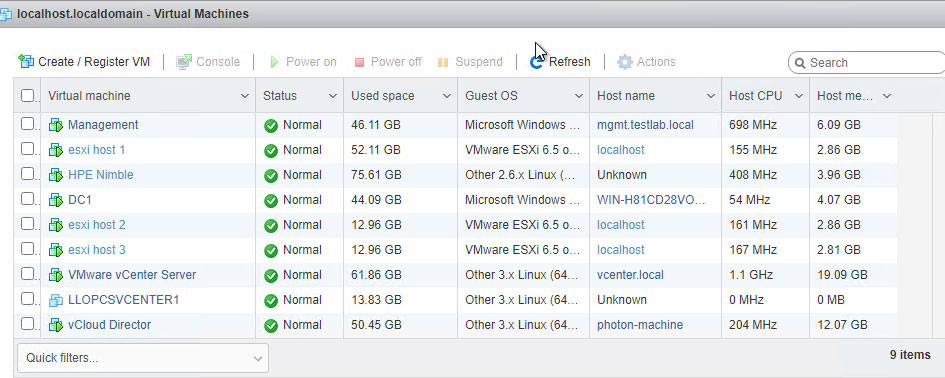 localhost.localdomain - Virtual Machines
Create / Register VM Console Power on Power off Suspend Refresh Actions Search
Virtual machine Status Used space Guest OS Host name Host CPU Host me...
Management Normal 46.11 GB Microsoft Windows ... mgmt.testlab.local 698 MHz 6.09 GB
esxi host 1 Normal 52.11 GB VMware ESXi 6.5 o... localhost 155 MHz 2.86 GB
HPE Nimble Normal 75.61 GB Other 2.6.x Linux (... Unknown 408 MHz 3.96 GB
DC1 Normal 44.09 GB Microsoft Windows ... WIN-H81CD28VO... 54 MHz 4.07 GB
esxi host 2 Normal 12.96 GB VMware ESXi 6.5 o... localhost 161 MHz 2.86 GB
esxi host 3 Normal 12.96 GB VMware ESXi 6.5 o... localhost 167 MHz 2.81 GB
VMware vCenter Server Normal 61.86 GB Other 3.x Linux (64... vcenter.local 1.1 GHz 19.09 GB
LLOPCSVCENTER1 Normal 13.83 GB Other 3.x Linux (64... Unknown 0 MHz 0 MB
vCloud Director Normal 50.45 GB Other 3.x Linux (64... photon-machine 204 MHz 12.07 GB
Quick filters... 9 items